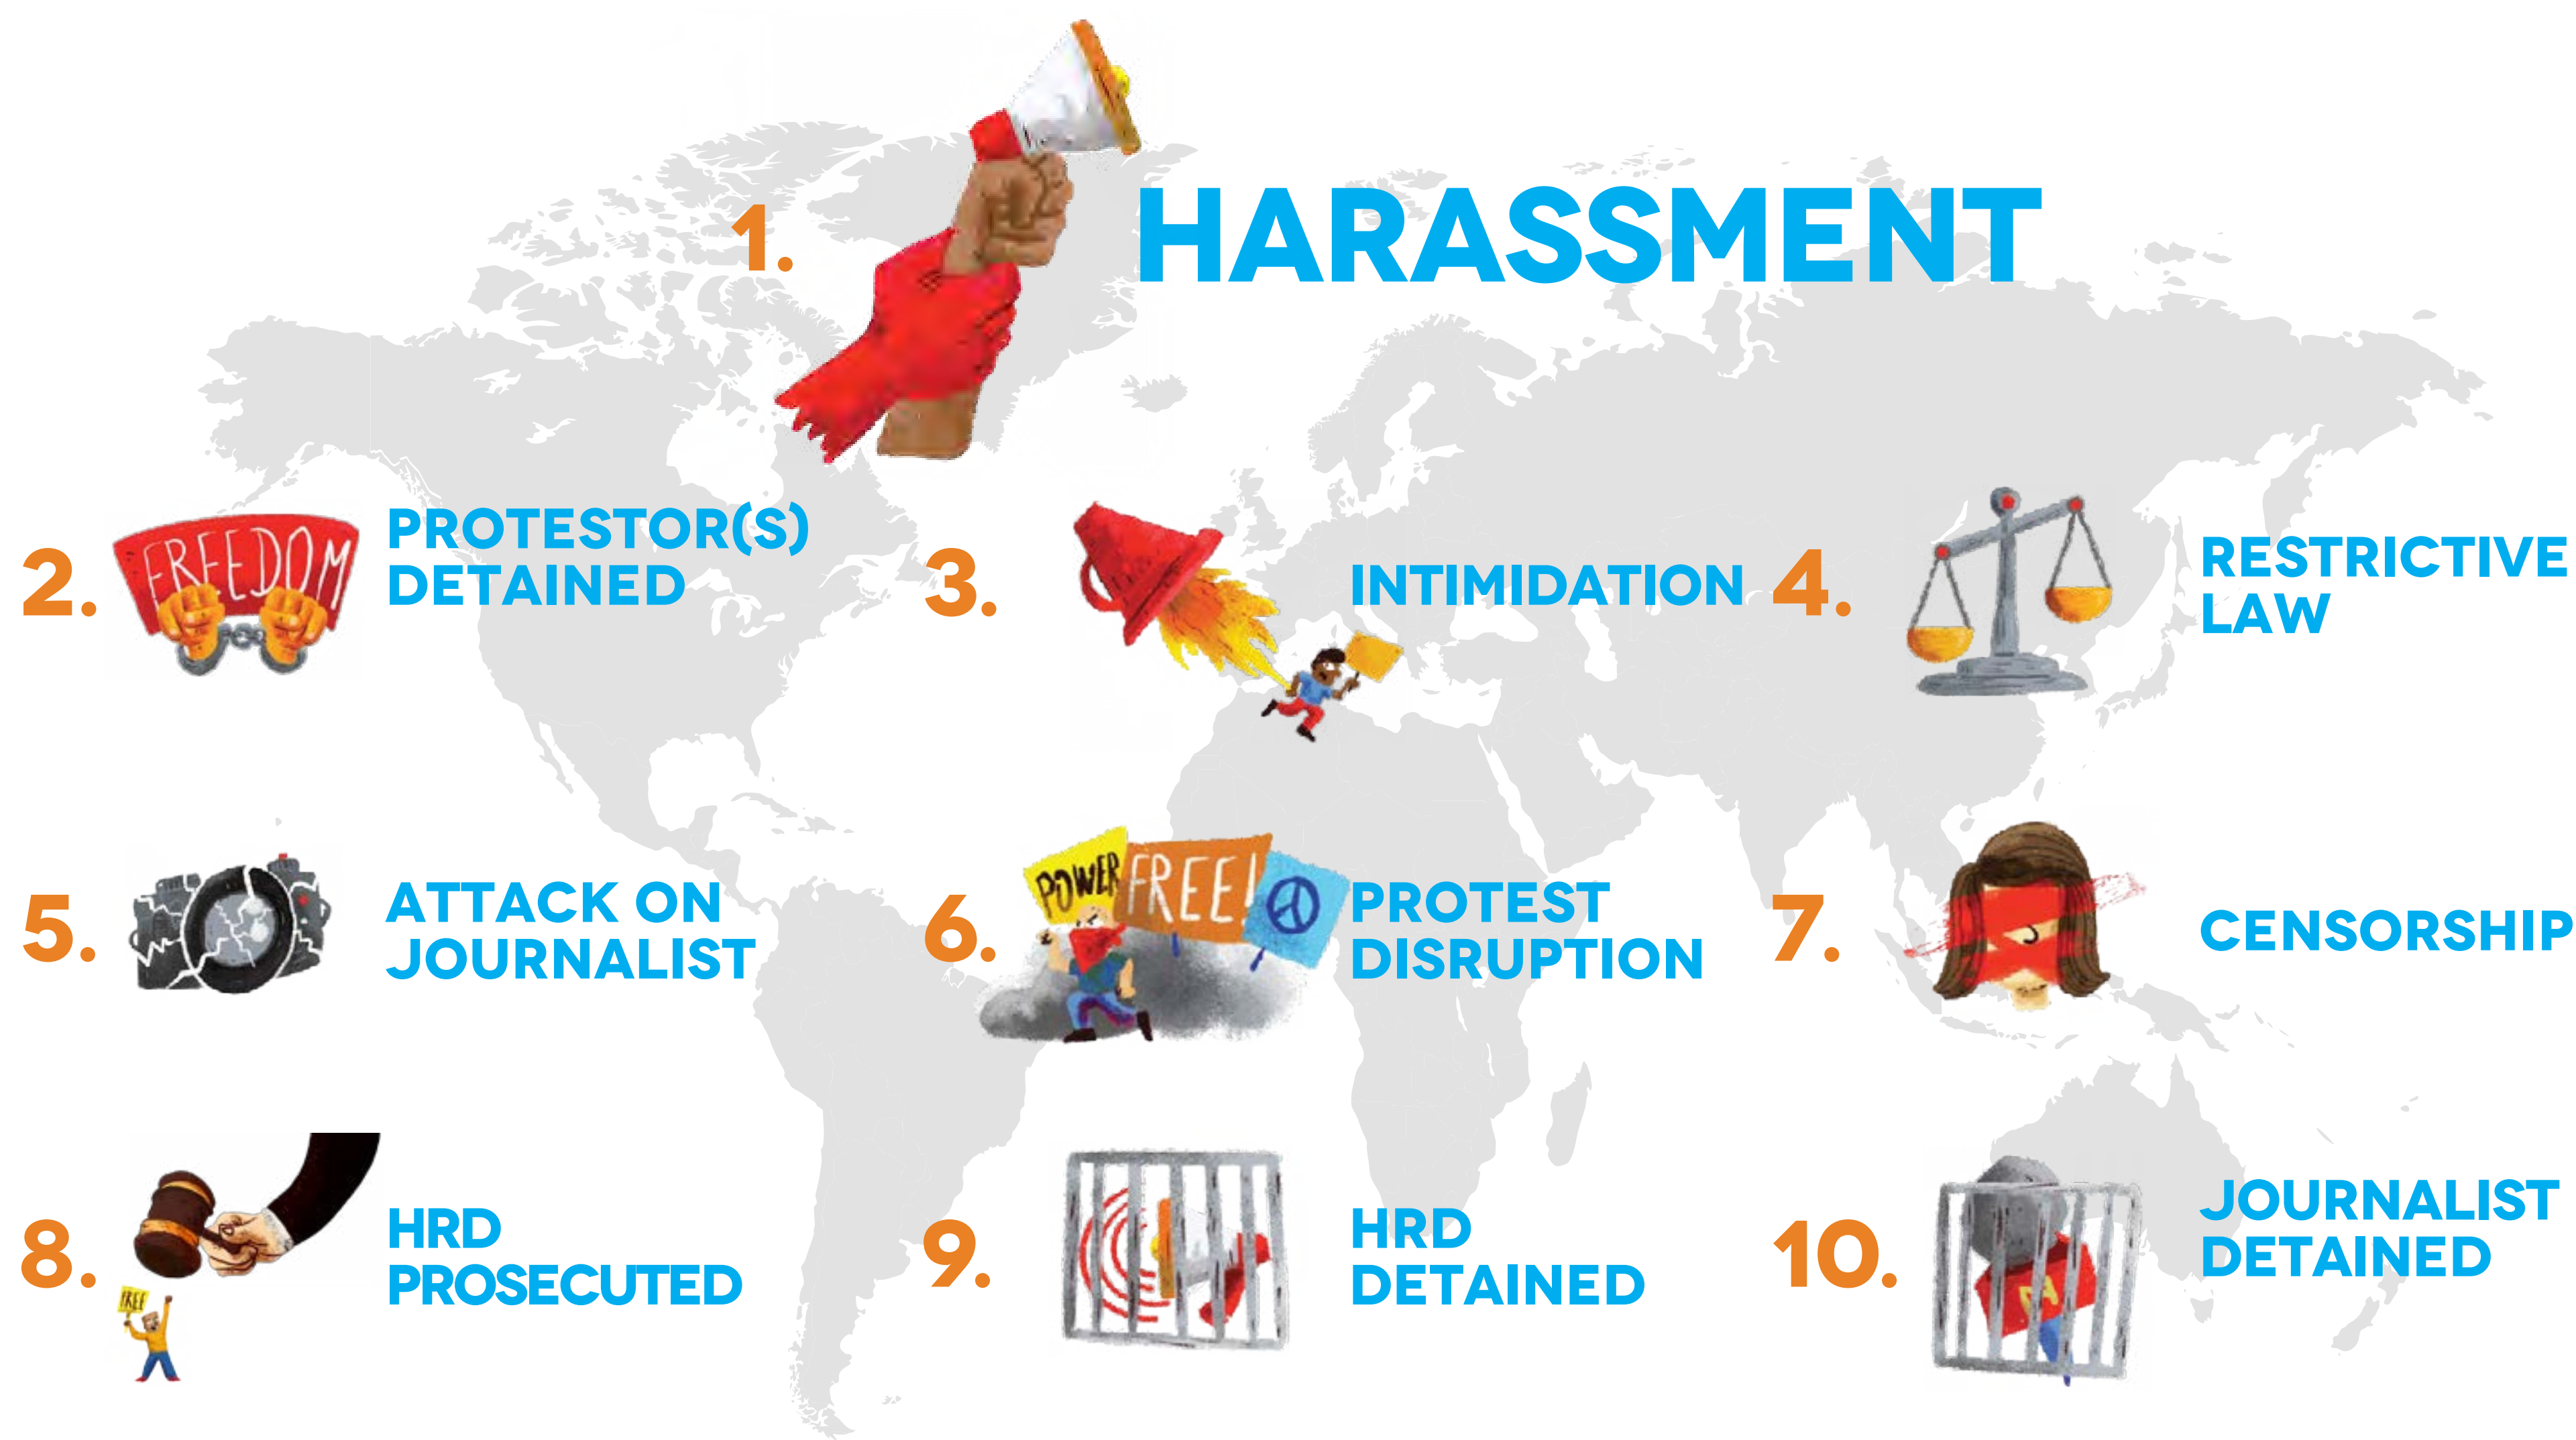 1.
HARASSMENT
2.
FREEDOM
PROTESTOR(S)
DETAINED
3.
INTIMIDATION
4.
RESTRICTIVE
LAW
5.
ATTACK ON
JOURNALIST
6.
POWER
FREE!
PROTEST
DISRUPTION
7.
CENSORSHIP
8.
FREE
HRD
PROSECUTED
9.
HRD
DETAINED
10.
JOURNALIST
DETAINED